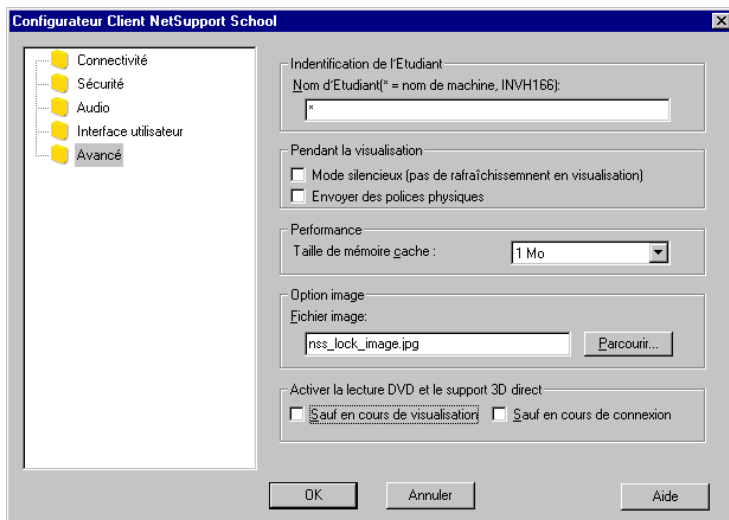 Configurateur Client NetSupport School
Connectivité
Sécurité
Audio
Interface utilisateur
Avancé
Indentification de l'Etudiant
Nom d'Etudiant(* = nom de machine, INVH166):
*
Pendant la visualisation
Mode silencieux (pas de rafraîchissemnent en visualisation)
Envoyer des polices physiques
Performance
Taille de mémoire cache :
1 Mo
Option image
Fichier image:
nss_lock_image.jpg
Parcourir...
Activer la lecture DVD et le support 3D direct
Sauf en cours de visualisation
Sauf en cours de connexion
OK
Annuler
Aide